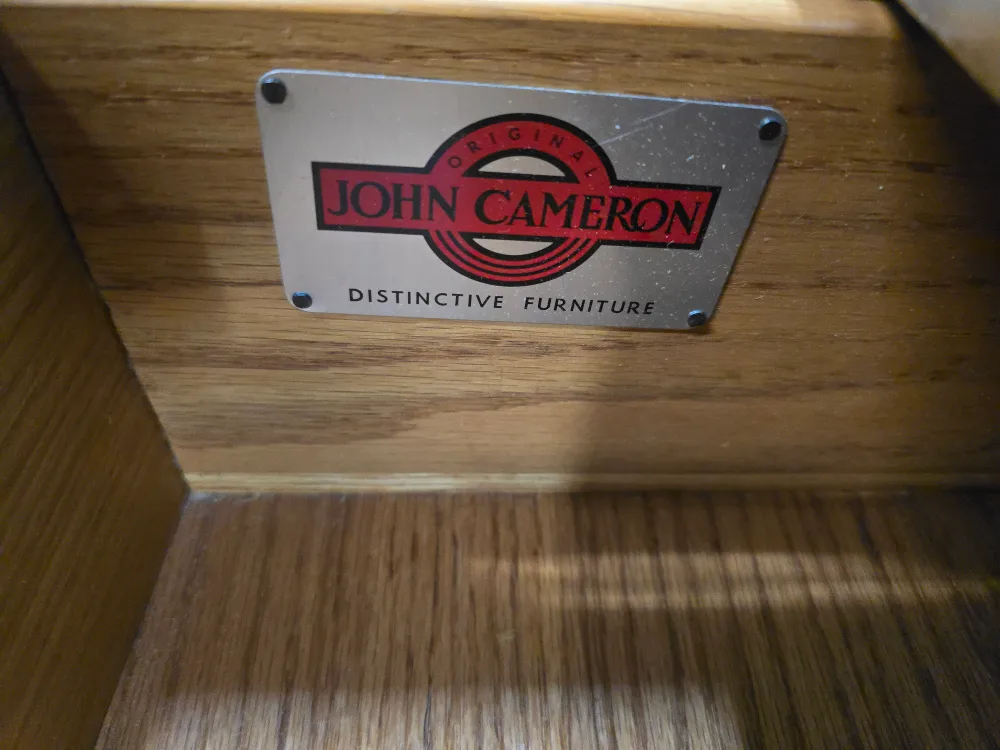 ORIGINAL
JOHN CAMERON
DISTINCTIVE FURNITURE